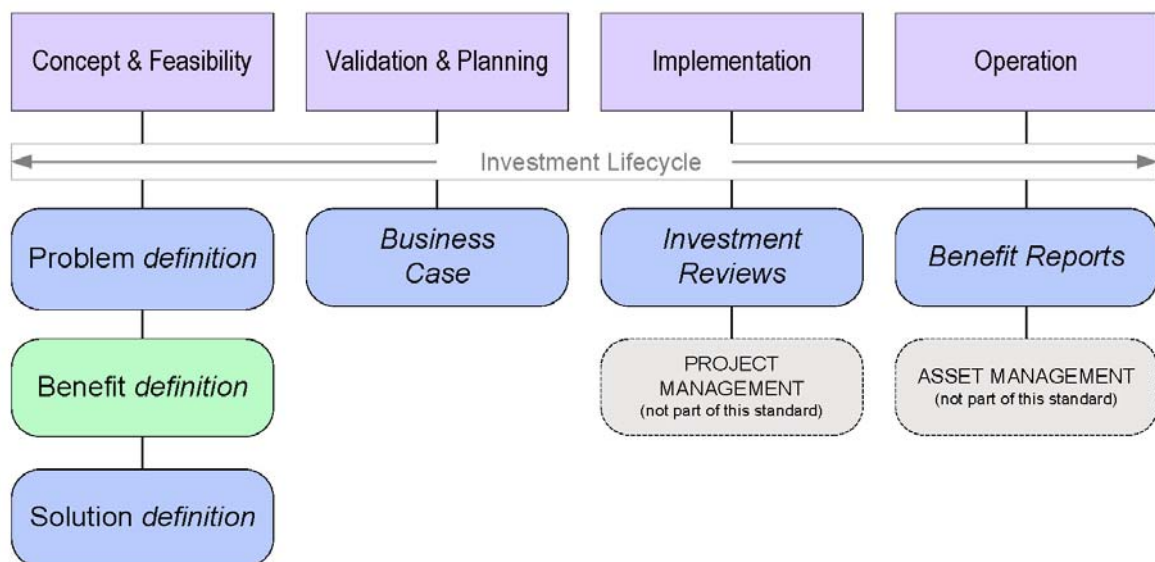 Concept & Feasibility
Validation & Planning
Implementation
Operation
Investment Lifecycle
Problem definition
Business
Case
Investment
Reviews
Benefit Reports
Benefit definition
PROJECT
MANAGEMENT
(not part of this standard)
ASSET MANAGEMENT
(not part of this standard)
Solution definition